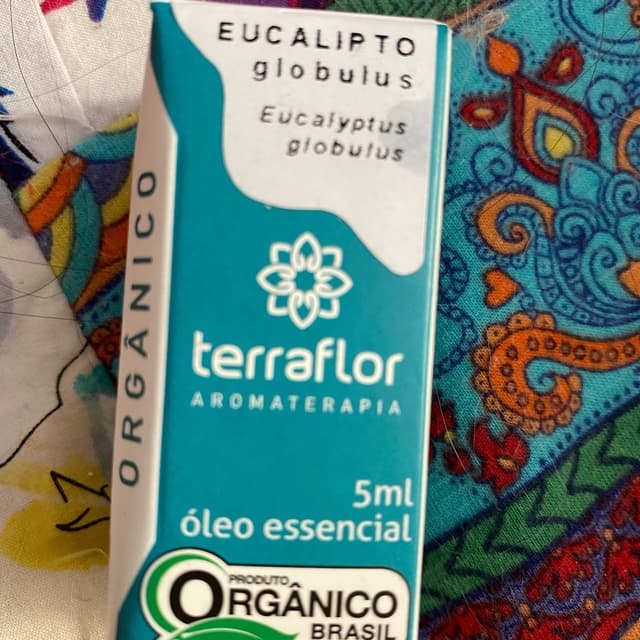 EUCALIPTO
globulus
Eucalyptus
globulus
ORGÂNICO
terraflor
AROMATERAPIA
5ml
óleo essencial
PRODUTO
ORGÂNICO
BRASIL